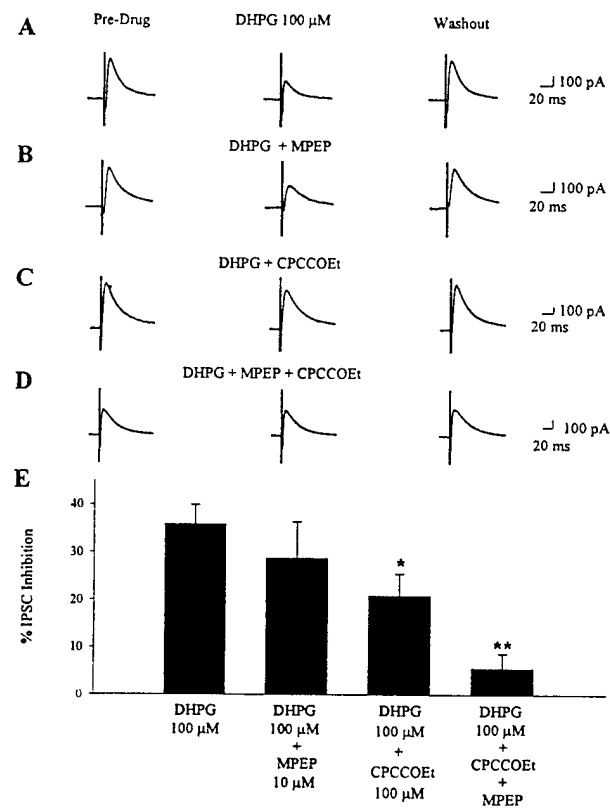 A
Pre-Drug
DHPG 100 µM
Washout
100 pA
20 ms
B
DHPG + MPEP
100 pA
20 ms
C
DHPG + CPCCOEt
100 pA
20 ms
D
DHPG + MPEP + CPCCOEt
100 pA
20 ms
E
% IPSC Inhibition
40
30
20
10
0
*
**
DHPG
100 µM
DHPG
100 µM
+
MPEP
10 µM
DHPG
100 µM
+
CPCCOEt
100 µM
DHPG
100 µM
+
CPCCOEt
+
MPEP